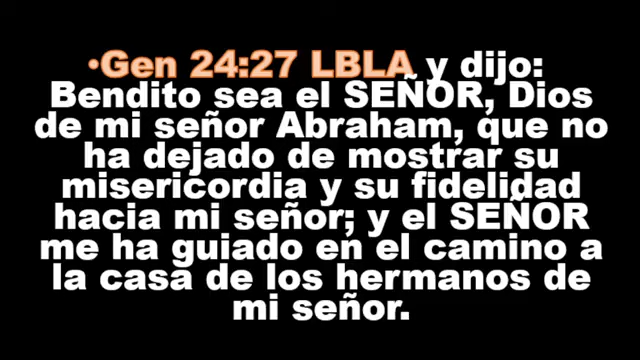 •Gen 24:27 LBLA y dijo:
Bendito sea el SEÑOR, Dios
de mi señor Abraham, que no
ha dejado de mostrar su
misericordia y su fidelidad
hacia mi señor; y el SEÑOR
me ha guiado en el camino a
la casa de los hermanos de
mi señor.